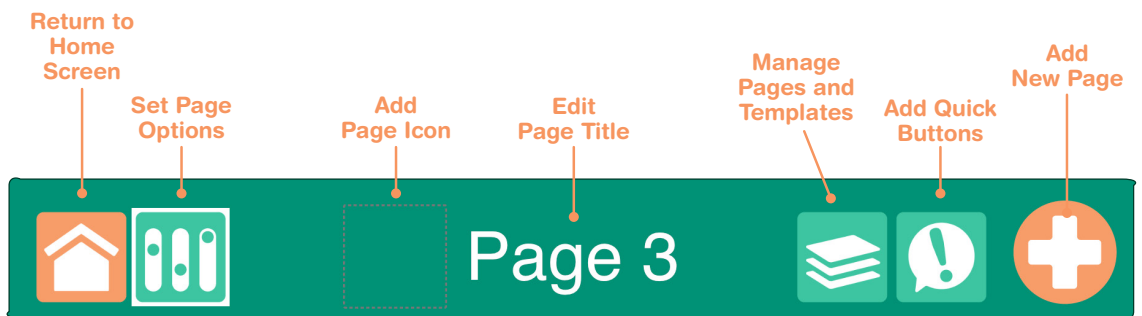 Return to
Home
Screen
Set Page
Options
Add
Page Icon
Edit
Page Title
Manage
Pages and
Templates
Add Quick
Buttons
Add
New Page
Page 3